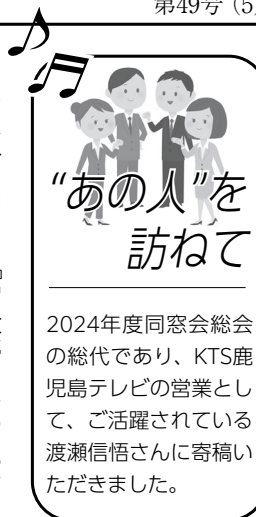 第49号（5）
“あの人”を
訪ねて
2024年度同窓会総会
の総代であり、KTS鹿
児島テレビの営業とし
て、ご活躍されている
渡瀬信悟さんに寄稿い
ただきました。